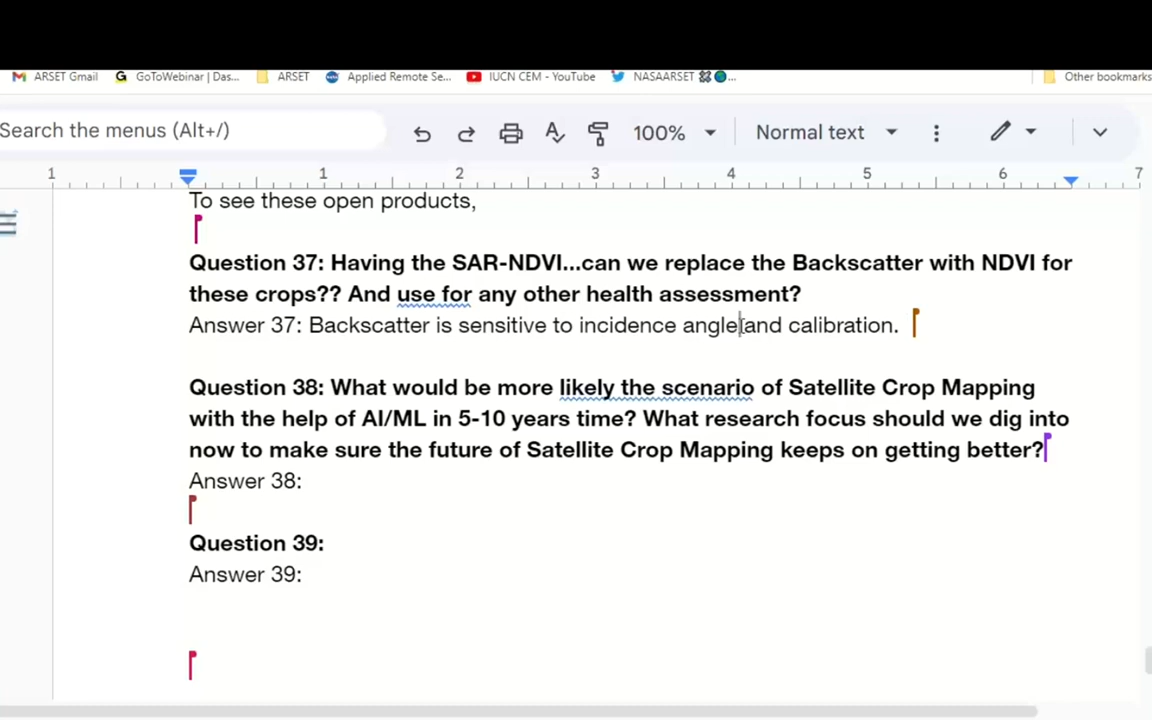 ARSET Gmail GoToWebinar | Das... ARSET Applied Remote Se... IUCN CEM - YouTube NASAARSET Other bookmarks
Search the menus (Alt+/) 100% Normal text
1 1 2 3 4 5 6 7
To see these open products,
Question 37: Having the SAR-NDVI...can we replace the Backscatter with NDVI for
these crops?? And use for any other health assessment?
Answer 37: Backscatter is sensitive to incidence angle and calibration.
Question 38: What would be more likely the scenario of Satellite Crop Mapping
with the help of AI/ML in 5-10 years time? What research focus should we dig into
now to make sure the future of Satellite Crop Mapping keeps on getting better?
Answer 38:
Question 39:
Answer 39: